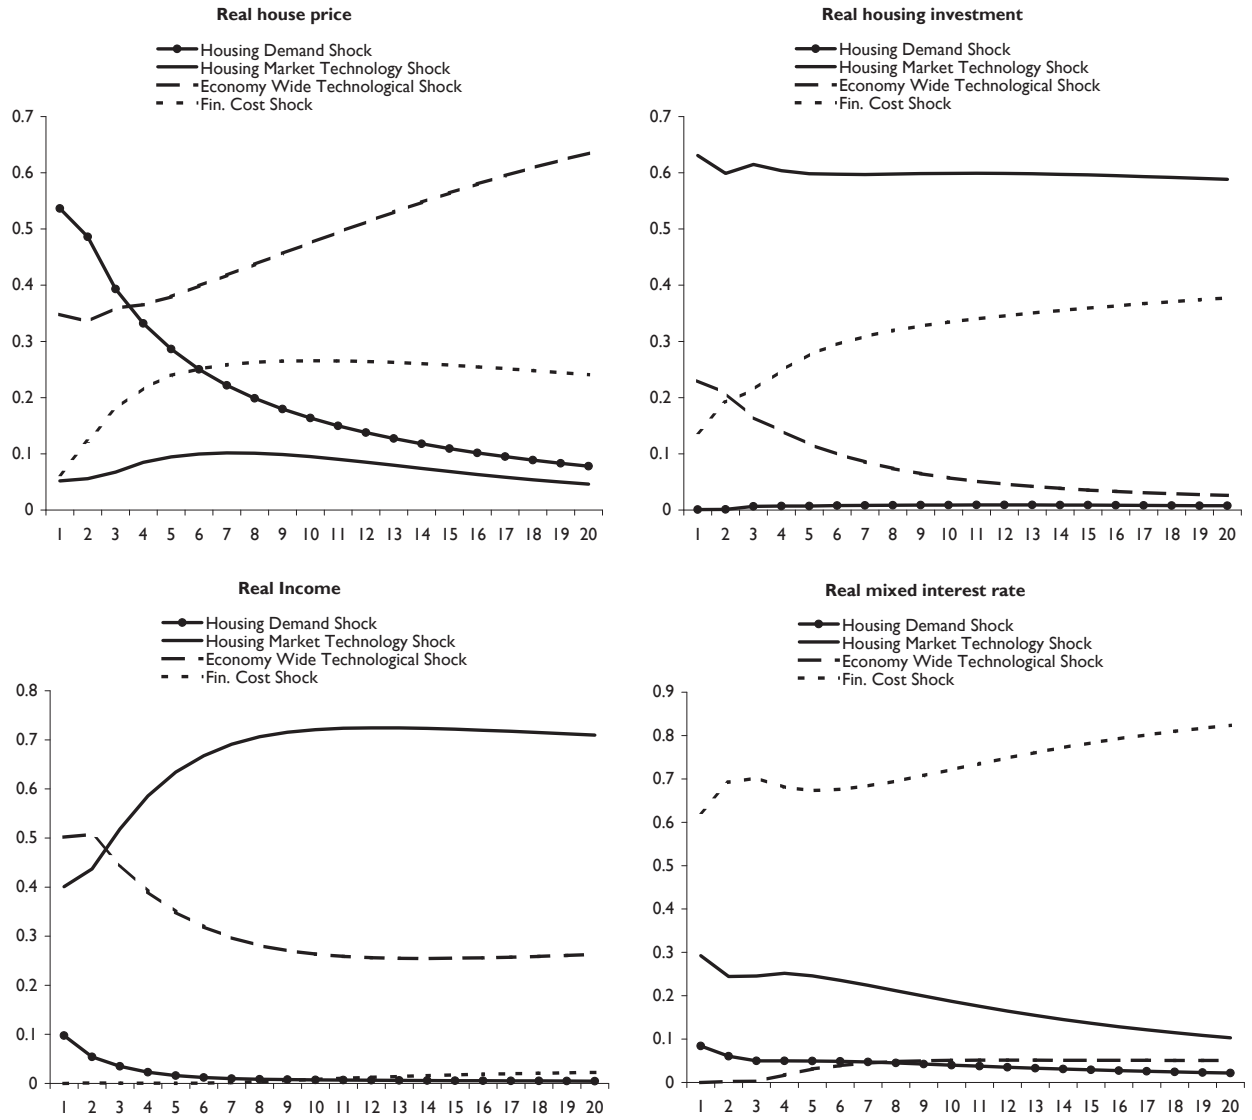 Real house price
Housing Demand Shock
Housing Market Technology Shock
Economy Wide Technological Shock
Fin. Cost Shock
0.7
0.6
0.5
0.4
0.3
0.2
0.1
0
1 2 3 4 5 6 7 8 9 10 11 12 13 14 15 16 17 18 19 20
Real housing investment
Housing Demand Shock
Housing Market Technology Shock
Economy Wide Technological Shock
Fin. Cost Shock
0.7
0.6
0.5
0.4
0.3
0.2
0.1
0
1 2 3 4 5 6 7 8 9 10 11 12 13 14 15 16 17 18 19 20
Real Income
Housing Demand Shock
Housing Market Technology Shock
Economy Wide Technological Shock
Fin. Cost Shock
0.8
0.7
0.6
0.5
0.4
0.3
0.2
0.1
0
1 2 3 4 5 6 7 8 9 10 11 12 13 14 15 16 17 18 19 20
Real mixed interest rate
Housing Demand Shock
Housing Market Technology Shock
Economy Wide Technological Shock
Fin. Cost Shock
0.9
0.8
0.7
0.6
0.5
0.4
0.3
0.2
0.1
0
1 2 3 4 5 6 7 8 9 10 11 12 13 14 15 16 17 18 19 20